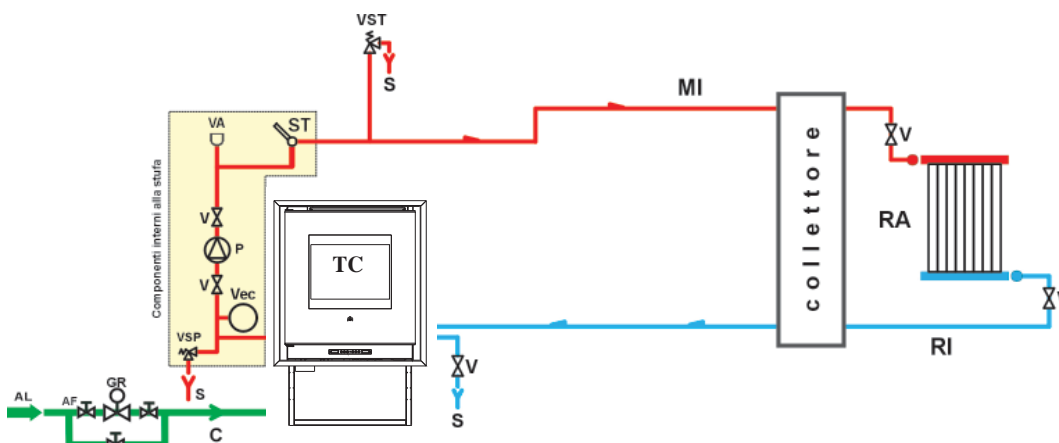 VST
S
MI
VA
ST
V
collettore
RA
Componenti interni alla stufa
V
P
V
TC
Vec
VSP
V
V
RI
S
S
AL
AF
GR
C